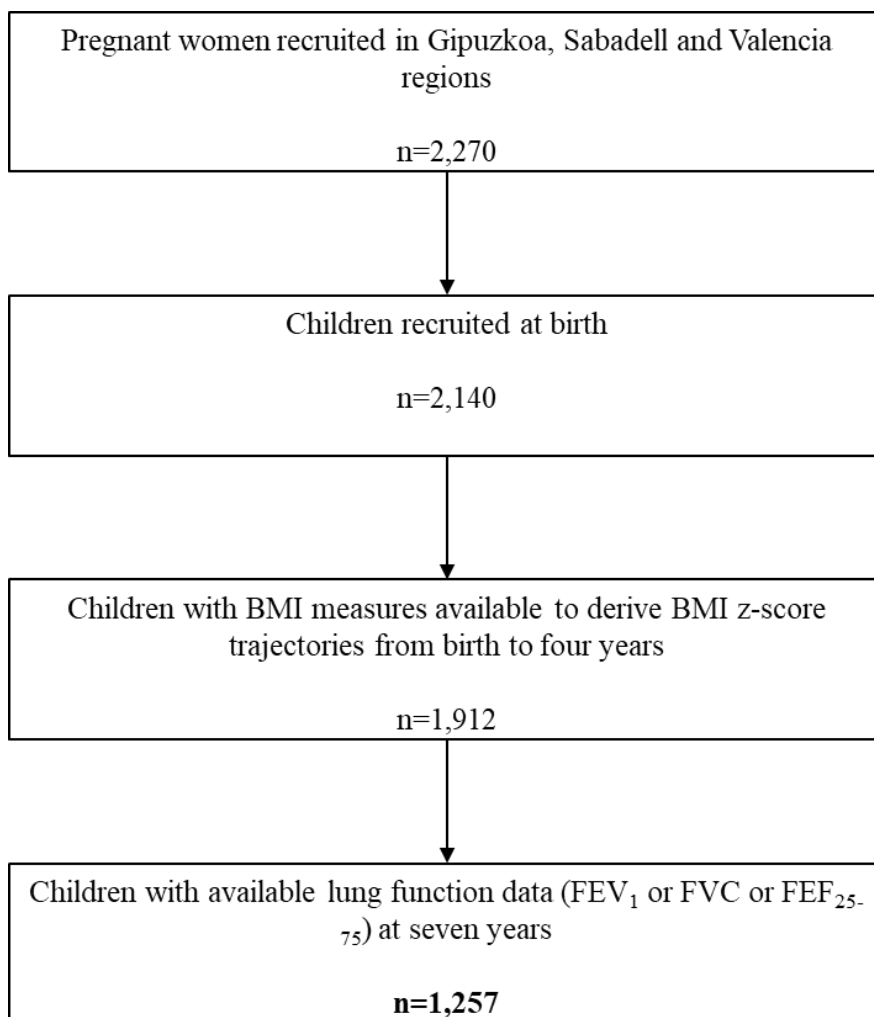 Pregnant women recruited in Gipuzkoa, Sabadell and Valencia
regions
n=2,270
Children recruited at birth
n=2,140
Children with BMI measures available to derive BMI z-score
trajectories from birth to four years
n=1,912
Children with available lung function data (FEV₁ or FVC or FEF₂₅₋
₇₅) at seven years
n=1,257